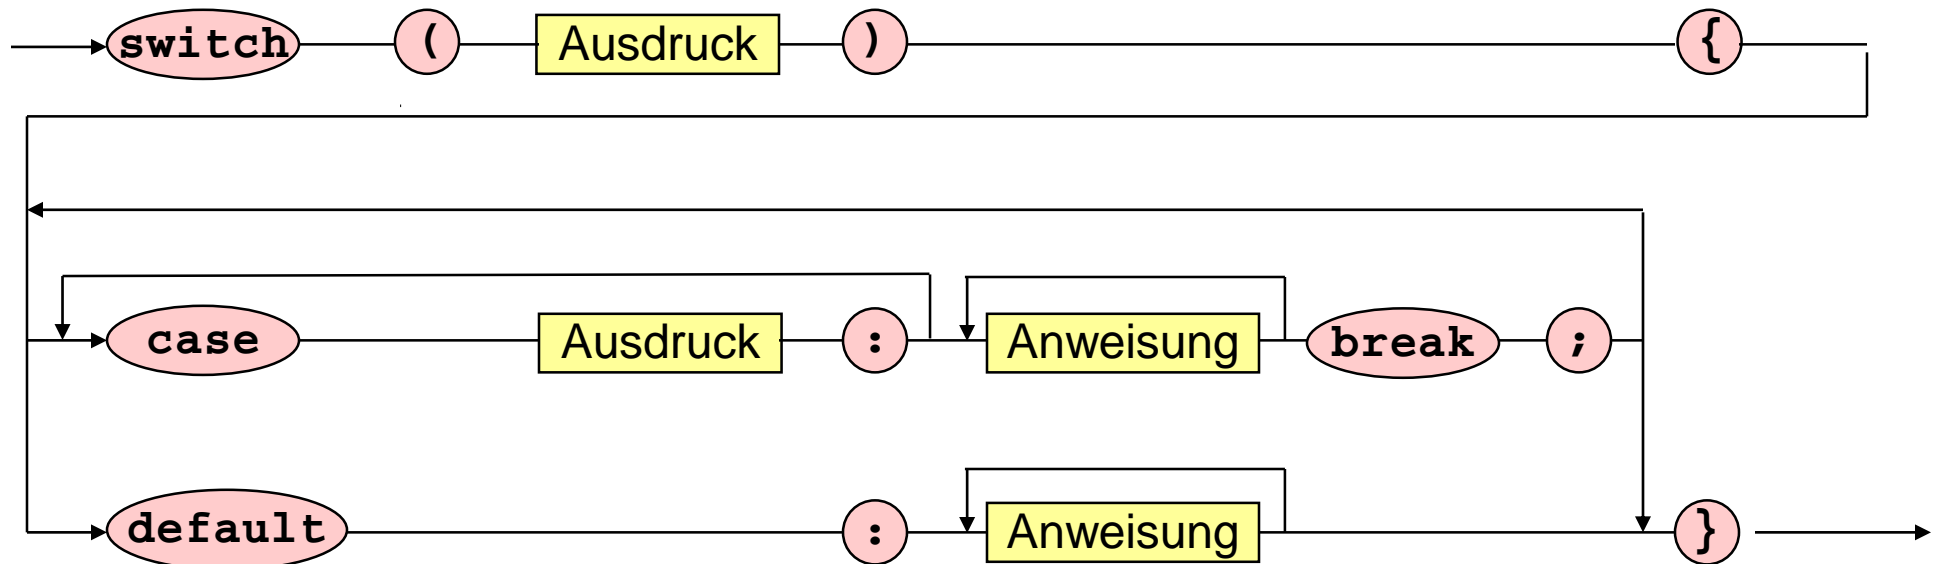 switch ( Ausdruck ) {
case Ausdruck : Anweisung break ;
default : Anweisung }